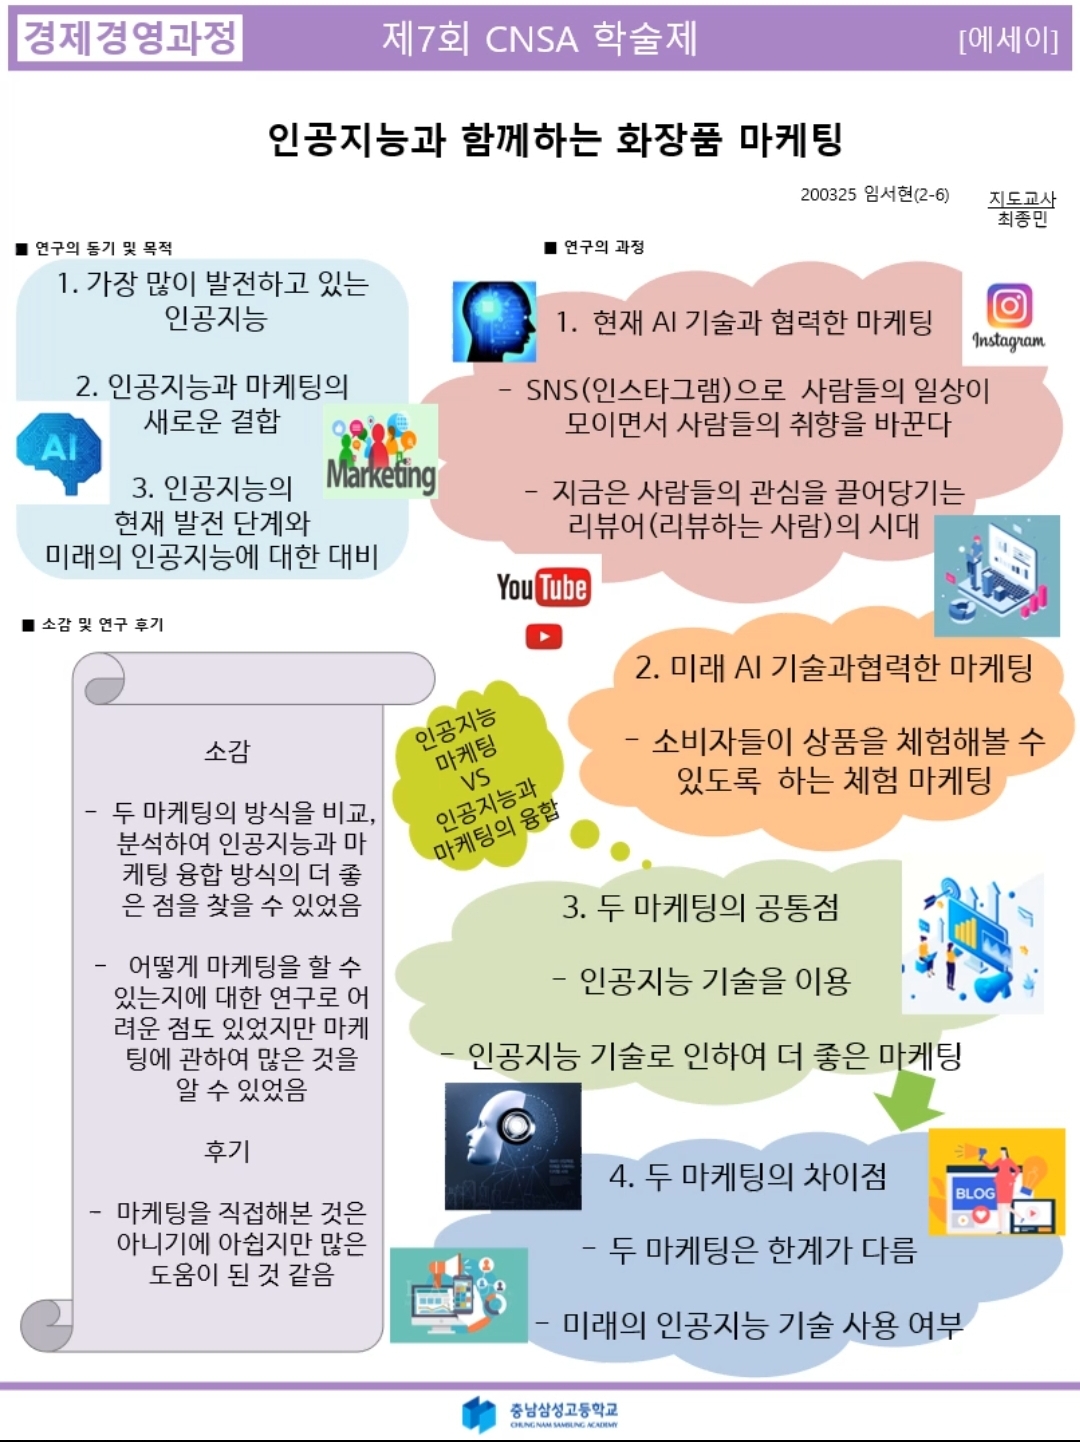 경제경영과정
제7회 CNSA 학술제
[에세이]
인공지능과 함께하는 화장품 마케팅
200325 임서현(2-6)
지도교사
최종민
■ 연구의 동기 및 목적
1. 가장 많이 발전하고 있는
인공지능
2. 인공지능과 마케팅의
새로운 결합
AI
Marketing
3. 인공지능의
현재 발전 단계와
미래의 인공지능에 대한 대비
■ 연구의 과정
1. 현재 AI 기술과 협력한 마케팅
Instagram
- SNS(인스타그램)으로 사람들의 일상이
모이면서 사람들의 취향을 바꾼다
- 지금은 사람들의 관심을 끌어당기는
리뷰어(리뷰하는 사람)의 시대
YouTube
2. 미래 AI 기술과협력한 마케팅
- 소비자들이 상품을 체험해볼 수
있도록 하는 체험 마케팅
인공지능
마케팅
VS
인공지능과
마케팅의 융합
3. 두 마케팅의 공통점
- 인공지능 기술을 이용
- 인공지능 기술로 인하여 더 좋은 마케팅
4. 두 마케팅의 차이점
BLOG
- 두 마케팅은 한계가 다름
- 미래의 인공지능 기술 사용 여부
■ 소감 및 연구 후기
소감
- 두 마케팅의 방식을 비교,
분석하여 인공지능과 마
케팅 융합 방식의 더 좋
은 점을 찾을 수 있었음
- 어떻게 마케팅을 할 수
있는지에 대한 연구로 어
려운 점도 있었지만 마케
팅에 관하여 많은 것을
알 수 있었음
후기
- 마케팅을 직접해본 것은
아니기에 아쉽지만 많은
도움이 된 것 같음
충남삼성고등학교
CHUNG NAM SAMSUNG ACADEMY